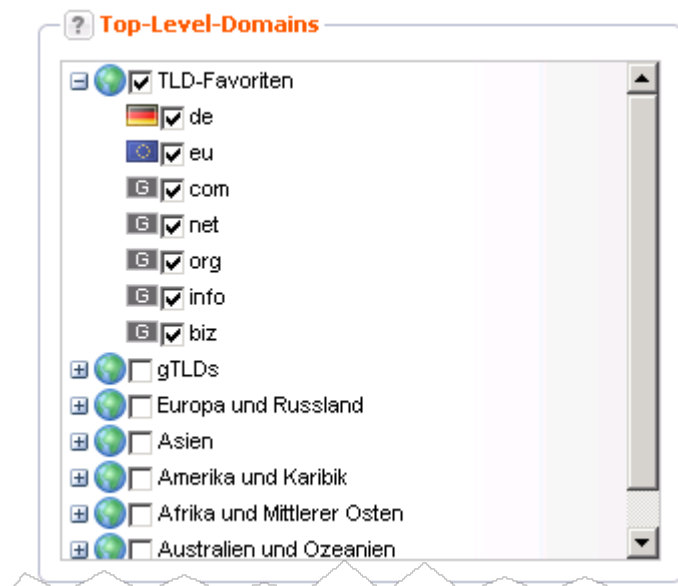 ? Top-Level-Domains
TLD-Favoriten
de
eu
G com
G net
G org
G info
G biz
gTLDs
Europa und Russland
Asien
Amerika und Karibik
Afrika und Mittlerer Osten
Australien und Ozeanien